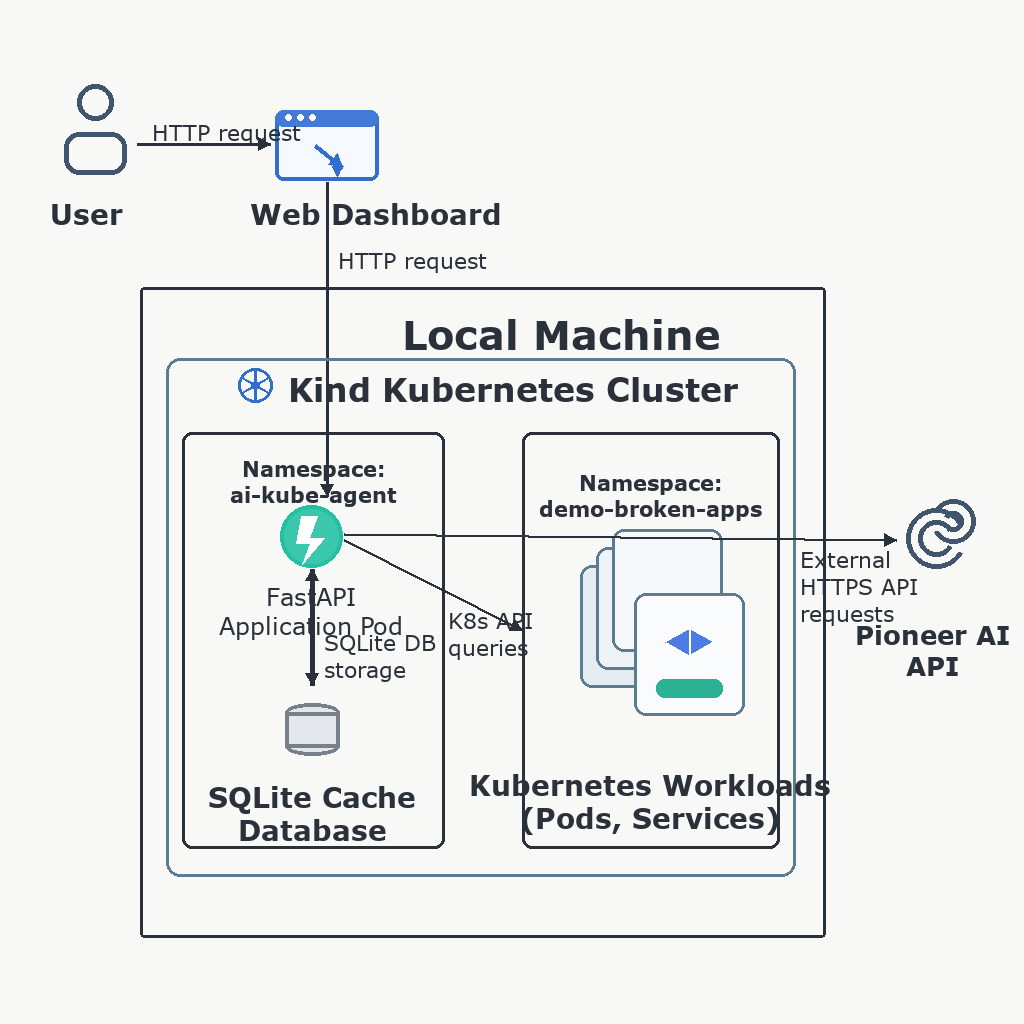 HTTP request
User
Web Dashboard
HTTP request
Local Machine
Kind Kubernetes Cluster
Namespace:
ai-kube-agent
Namespace:
demo-broken-apps
FastAPI
Application Pod
SQLite DB
storage
K8s API
queries
External
HTTPS API
requests
Pioneer AI
API
SQLite Cache
Database
Kubernetes Workloads
(Pods, Services)